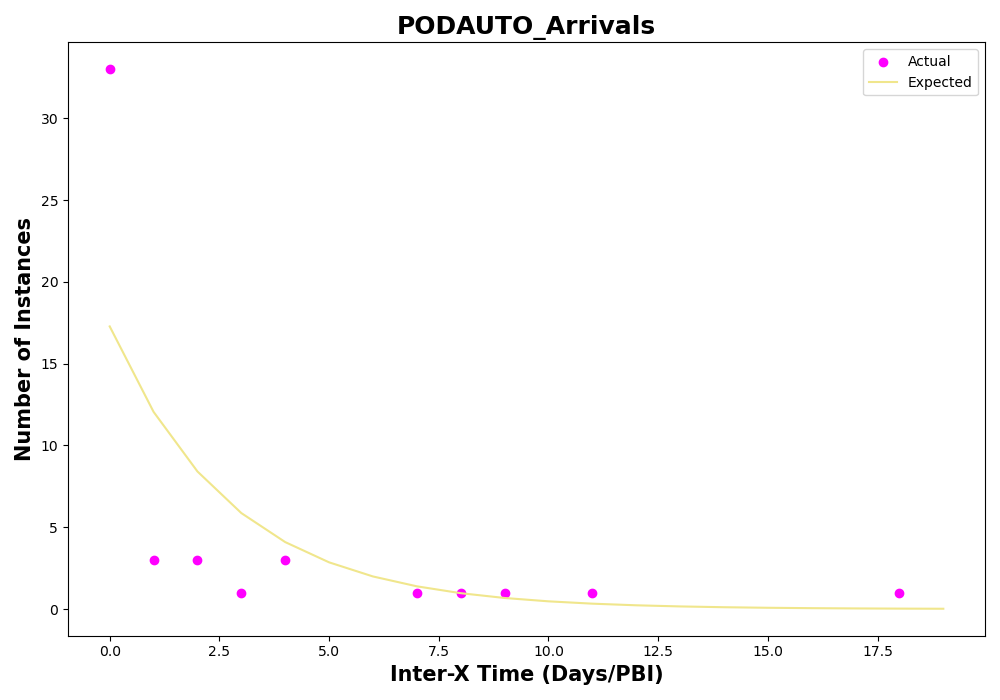 PODAUTO_Arrivals
Actual
Expected
Number of Instances
30
25
20
15
10
5
0
0.0 2.5 5.0 7.5 10.0 12.5 15.0 17.5
Inter-X Time (Days/PBI)